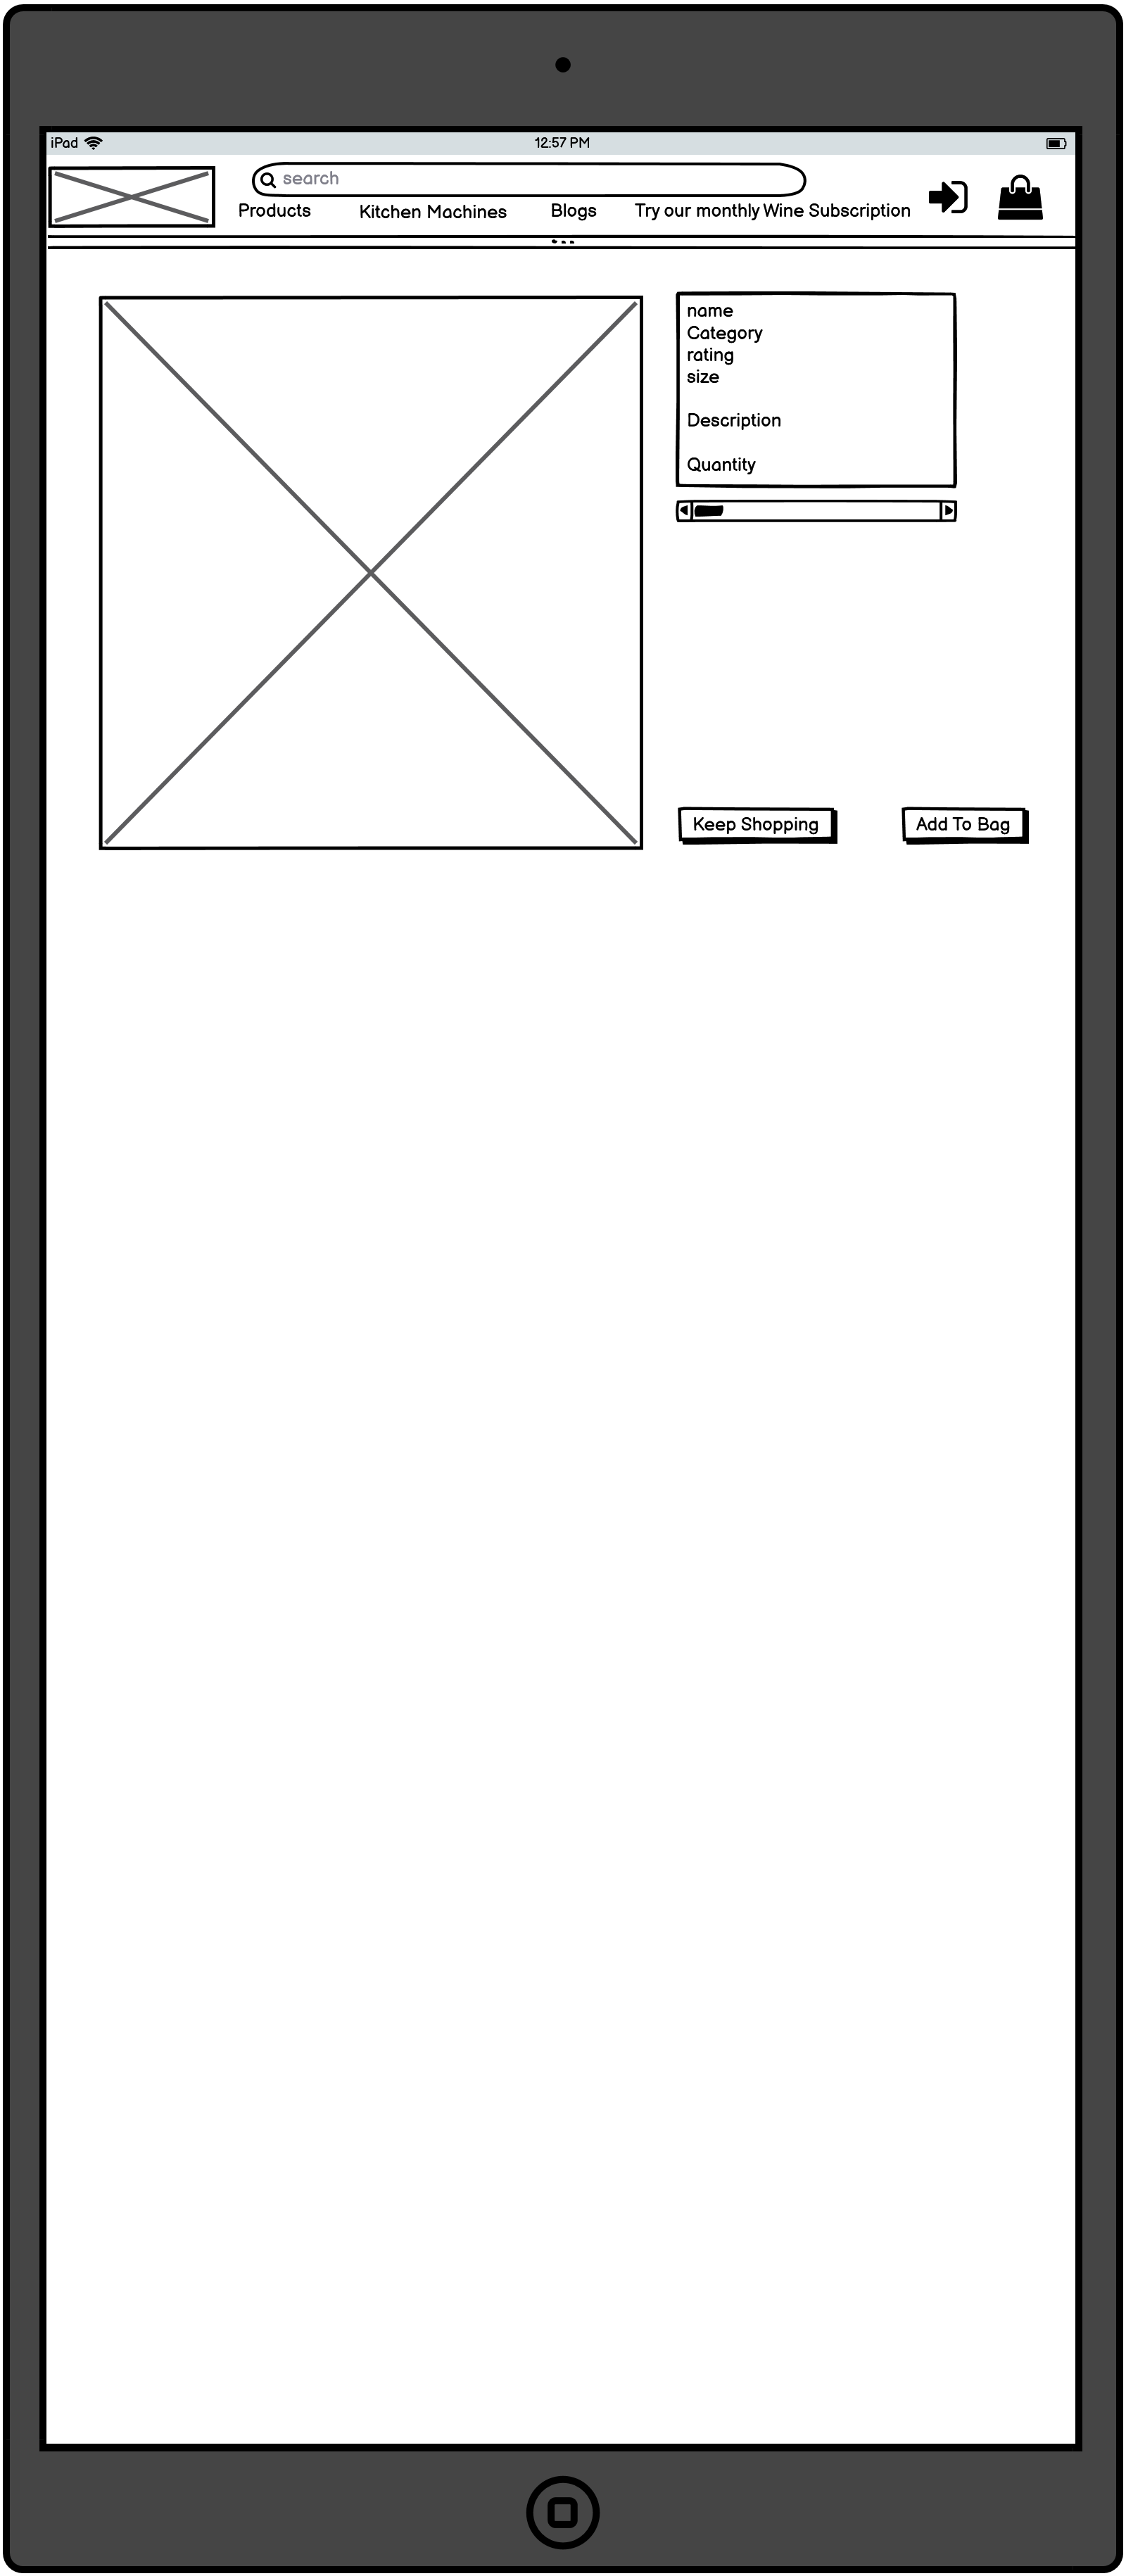 iPad 12:57 PM
search
Products Kitchen Machines Blogs Try our monthly Wine Subscription
name
Category
rating
size
Description
Quantity
Keep Shopping Add To Bag